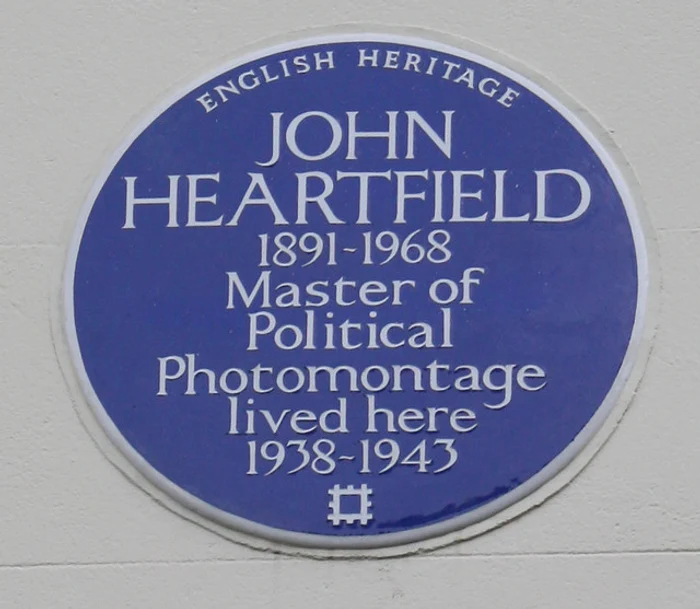 ENGLISH HERITAGE
JOHN
HEARTFIELD
1891-1968
Master of
Political
Photomontage
lived here
1938-1943